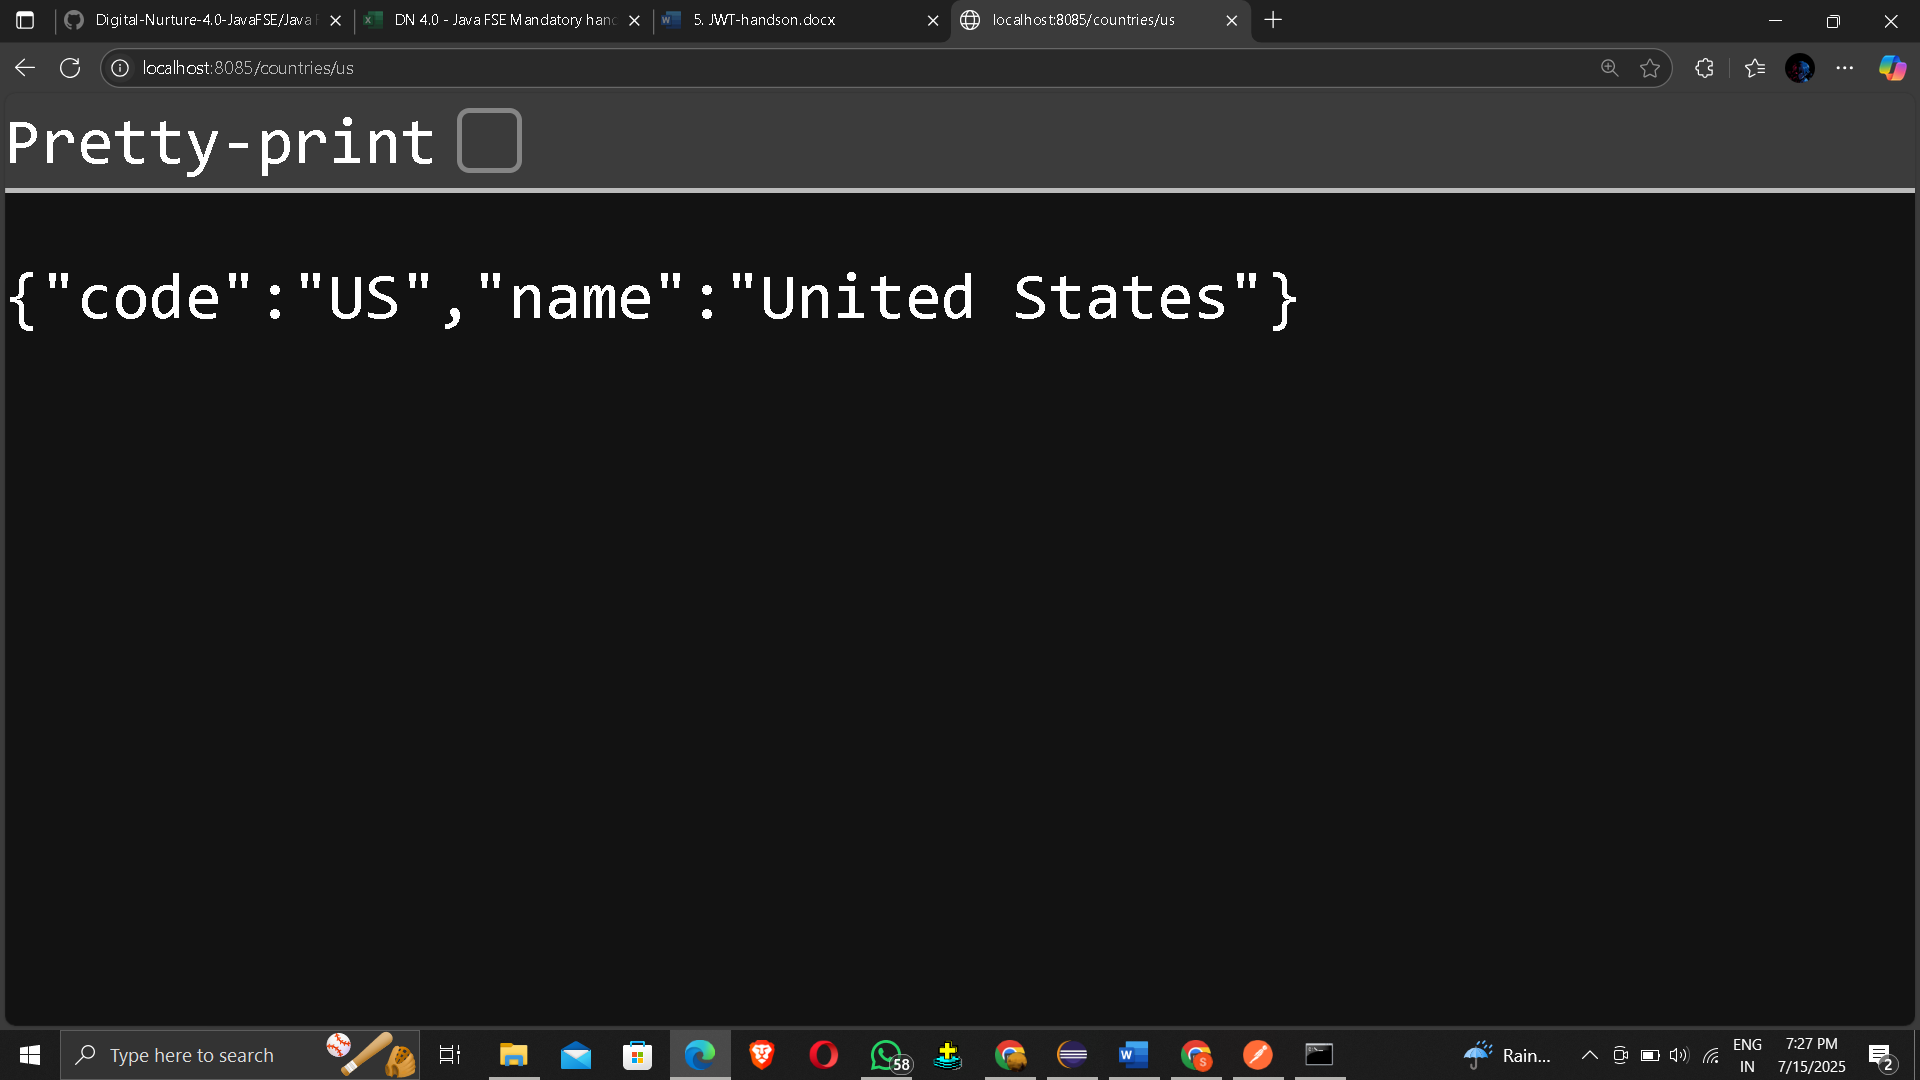 Digital-Nurture-4.0-JavaFSE/Java F
DN 4.0 - Java FSE Mandatory hand
5. JWT-handson.docx
localhost:8085/countries/us
localhost:8085/countries/us
Pretty-print
{"code":"US","name":"United States"}
Type here to search
58
Rain...
ENG
IN
7:27 PM
7/15/2025
2